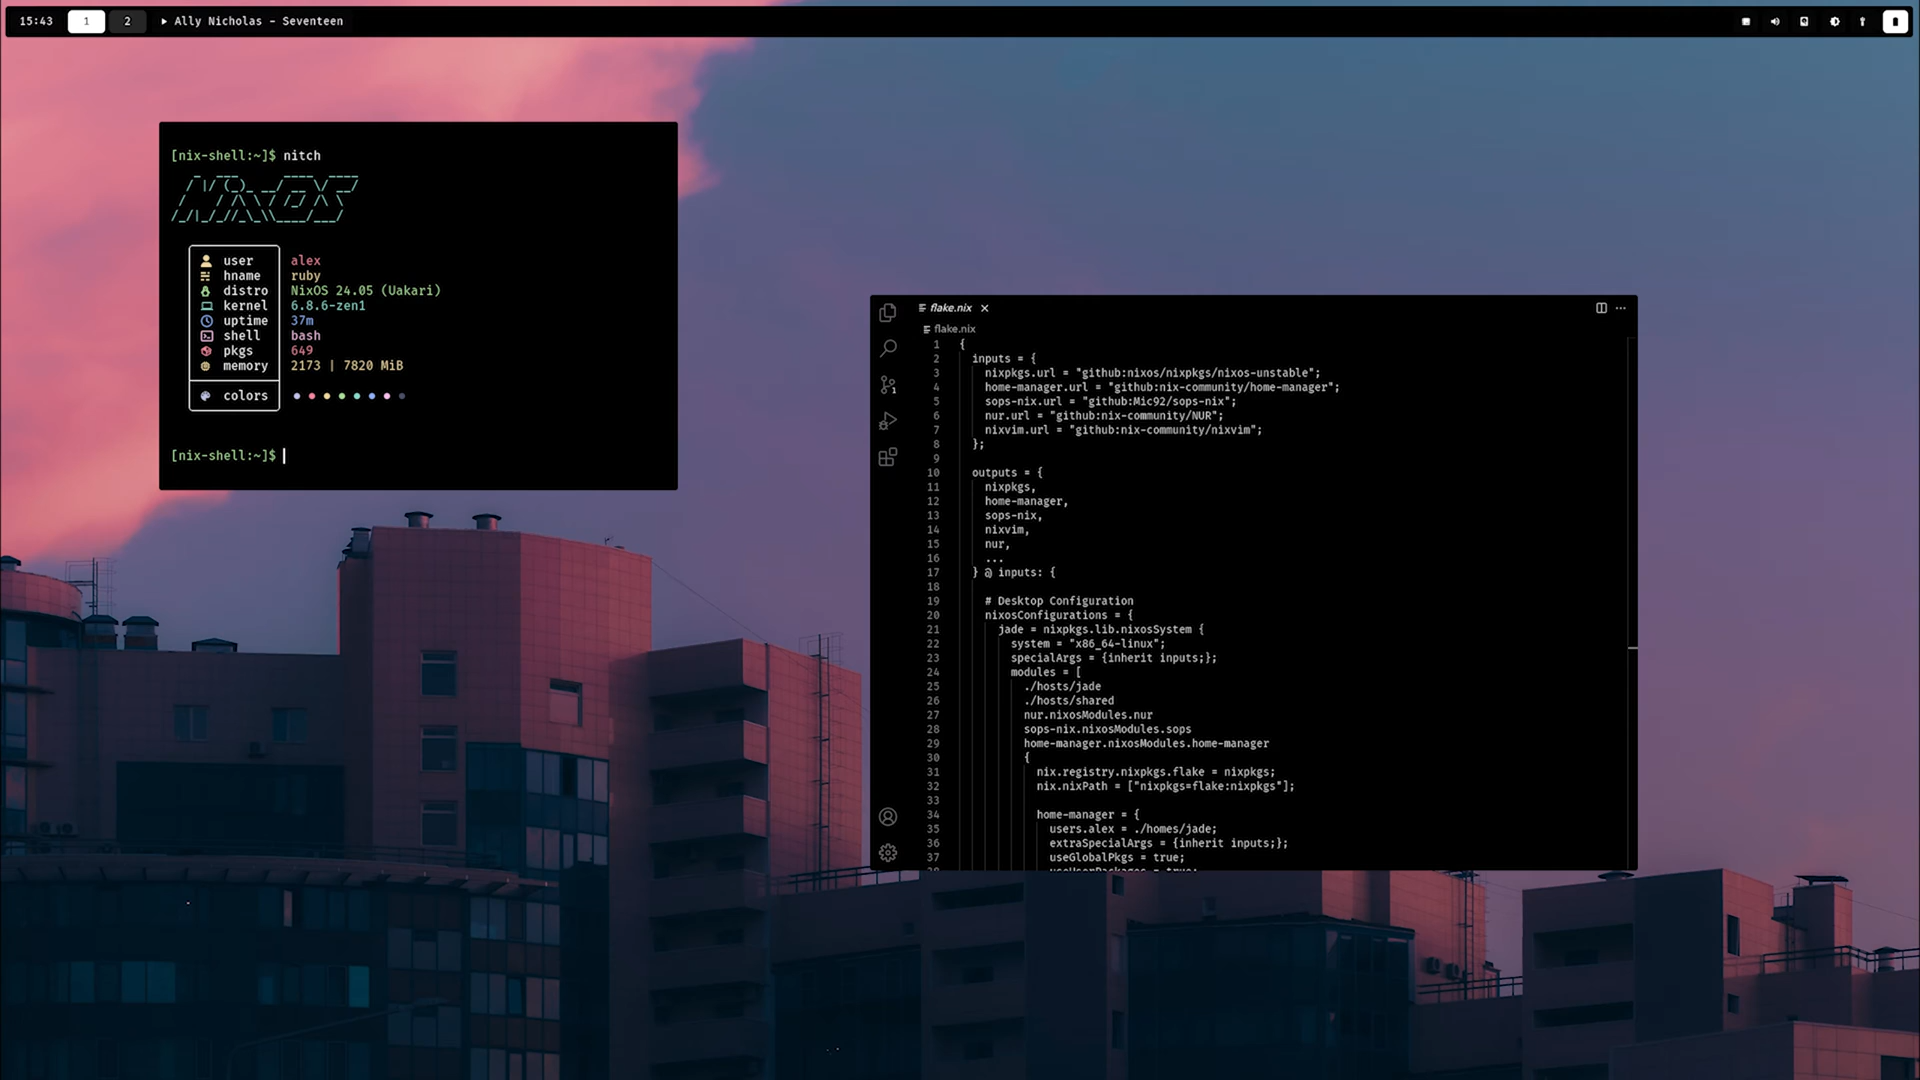 15:43 1 2 Ally Nicholas - Seventeen
[nix-shell:~]$ nitch
user alex
hname ruby
distro NixOS 24.05 (Uakari)
kernel 6.8.6-zen1
uptime 37m
shell bash
pkgs 649
memory 2173 | 7820 MiB
colors
[nix-shell:~]$
flake.nix
flake.nix
1 {
2 inputs = {
3 nixpkgs.url = "github:nixos/nixpkgs/nixos-unstable";
4 home-manager.url = "github:nix-community/home-manager";
5 sops-nix.url = "github:Mic92/sops-nix";
6 nur.url = "github:nix-community/NUR";
7 nixvim.url = "github:nix-community/nixvim";
8 };
9
10 outputs = {
11 nixpkgs,
12 home-manager,
13 sops-nix,
14 nixvim,
15 nur,
16 ...
17 } @ inputs: {
18
19 # Desktop Configuration
20 nixosConfigurations = {
21 jade = nixpkgs.lib.nixosSystem {
22 system = "x86_64-linux";
23 specialArgs = {inherit inputs;};
24 modules = [
25 ./hosts/jade
26 ./hosts/shared
27 nur.nixosModules.nur
28 sops-nix.nixosModules.sops
29 home-manager.nixosModules.home-manager
30 {
31 nix.registry.nixpkgs.flake = nixpkgs;
32 nix.nixPath = ["nixpkgs=flake:nixpkgs"];
33
34 home-manager = {
35 users.alex = ./homes/jade;
36 extraSpecialArgs = {inherit inputs;};
37 useGlobalPkgs = true;
38 useUserPackages = true;